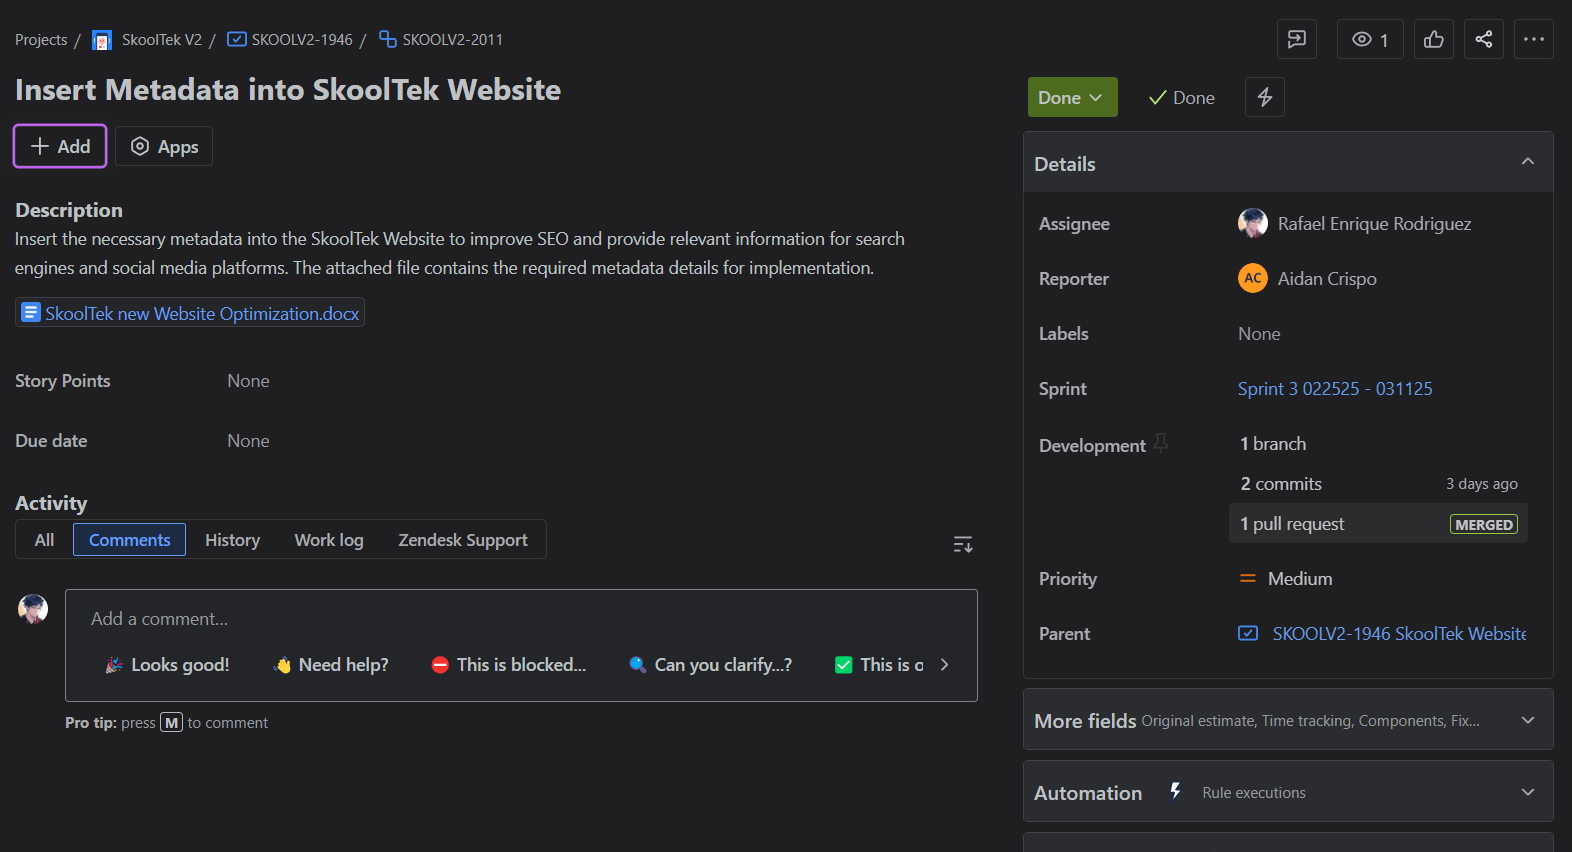 Projects / SkoolTek V2 / SKOOLV2-1946 / SKOOLV2-2011
1
Insert Metadata into SkoolTek Website
Done
Done
Add
Apps
Description
Insert the necessary metadata into the SkoolTek Website to improve SEO and provide relevant information for search
engines and social media platforms. The attached file contains the required metadata details for implementation.
SkoolTek new Website Optimization.docx
Story Points None
Due date None
Activity
All Comments History Work log Zendesk Support
Add a comment...
Looks good! Need help? This is blocked... Can you clarify...? This is o
Pro tip: press M to comment
Details
Assignee Rafael Enrique Rodriguez
Reporter AC Aidan Crispo
Labels None
Sprint Sprint 3 022525 - 031125
Development 1 branch
2 commits 3 days ago
1 pull request MERGED
Priority Medium
Parent SKOOLV2-1946 SkoolTek Website
More fields Original estimate, Time tracking, Components, Fix...
Automation Rule executions